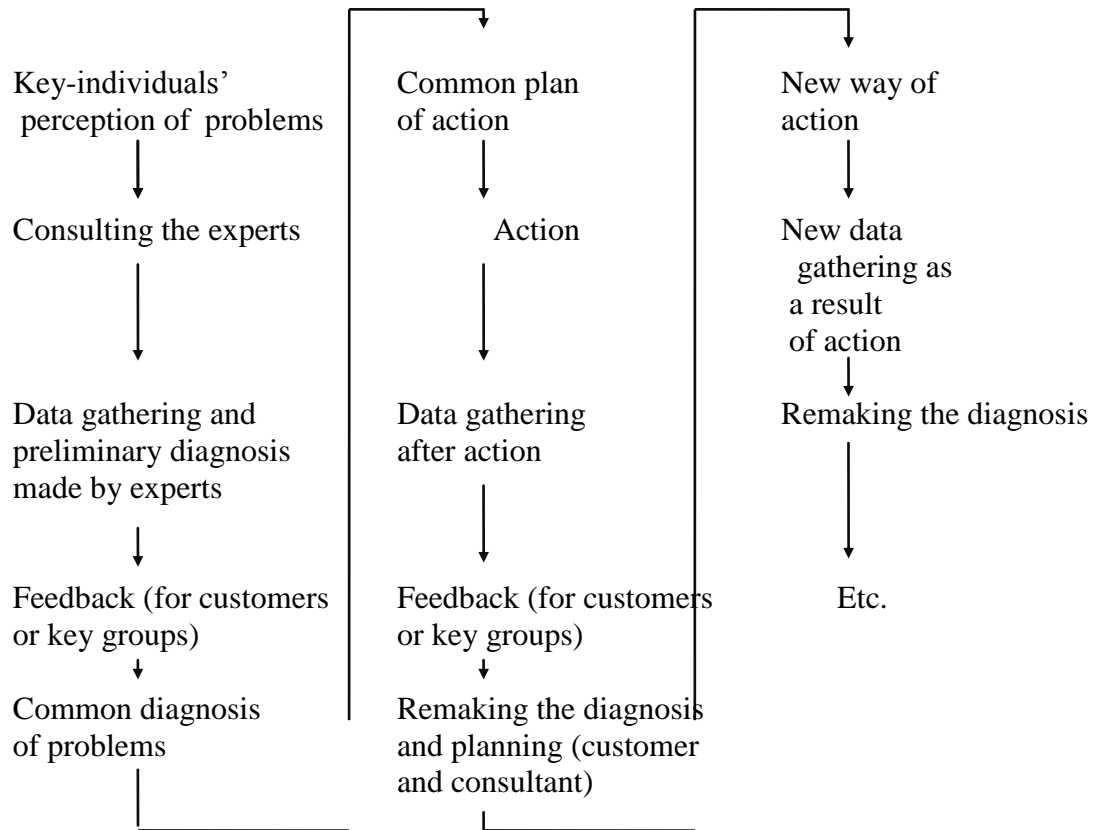 Key-individuals’
perception of problems
Consulting the experts
Data gathering and
preliminary diagnosis
made by experts
Feedback (for customers
or key groups)
Common diagnosis
of problems
Common plan
of action
Action
Data gathering
after action
Feedback (for customers
or key groups)
Remaking the diagnosis
and planning (customer
and consultant)
New way of
action
New data
gathering as
a result
of action
Remaking the diagnosis
Etc.